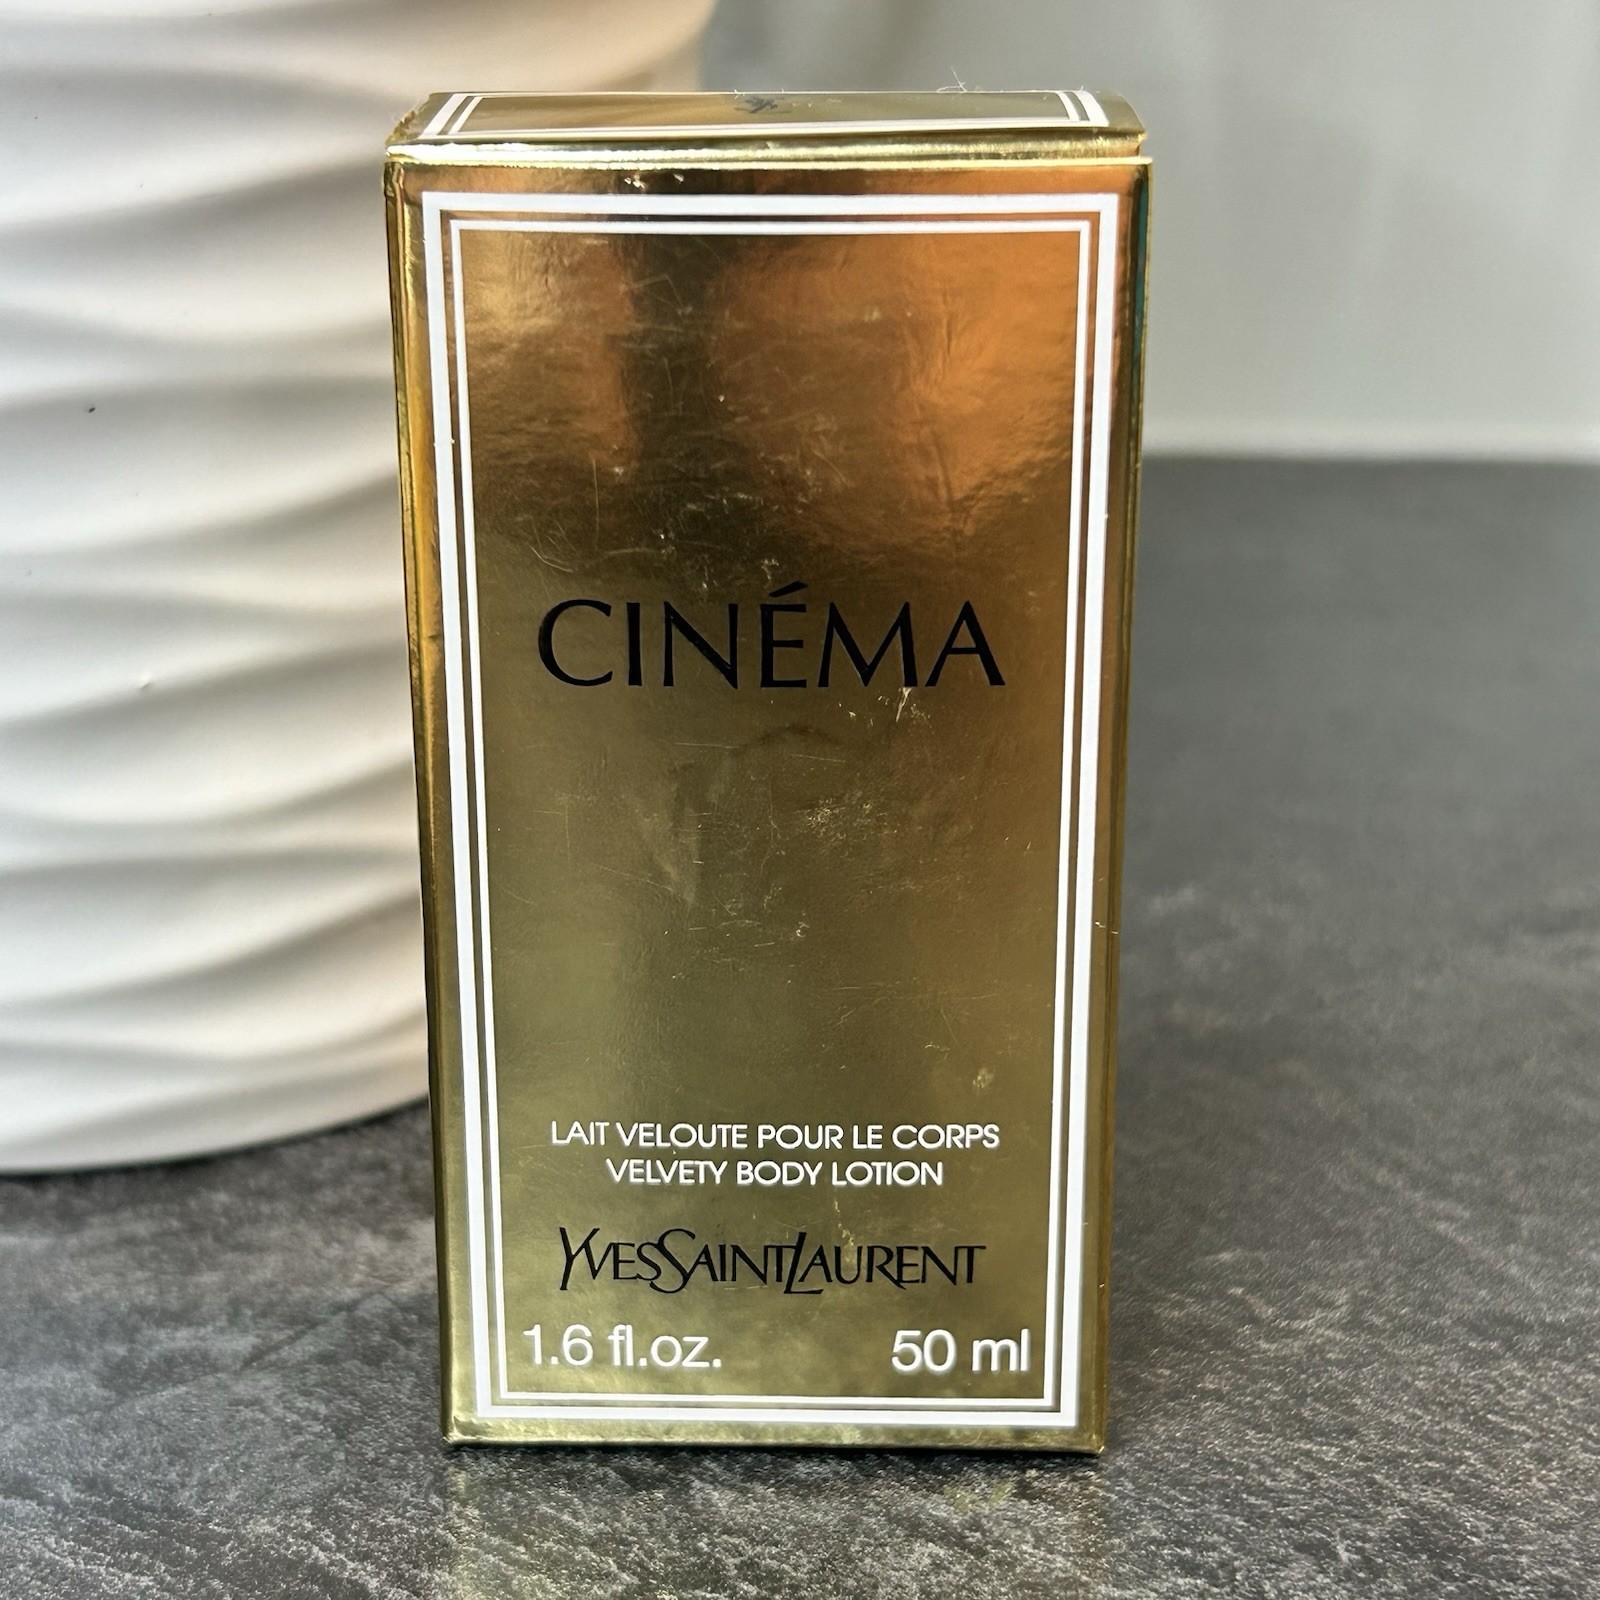 CINÉMA
LAIT VELOUTE POUR LE CORPS
VELVETY BODY LOTION
YVESSAINTLAURENT
1.6 fl.oz. 50 ml